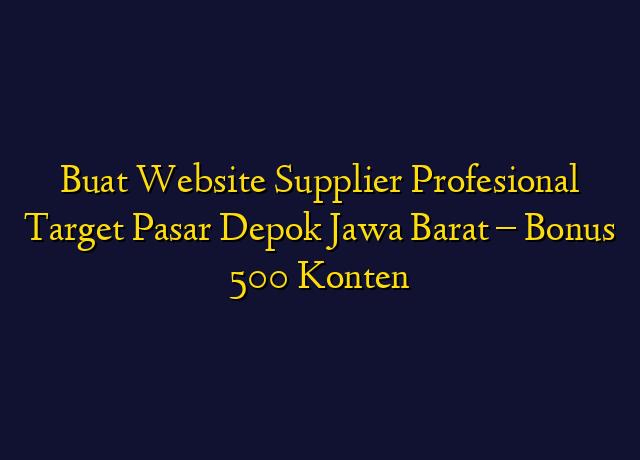 Buat Website Supplier Profesional
Target Pasar Depok Jawa Barat – Bonus
500 Konten